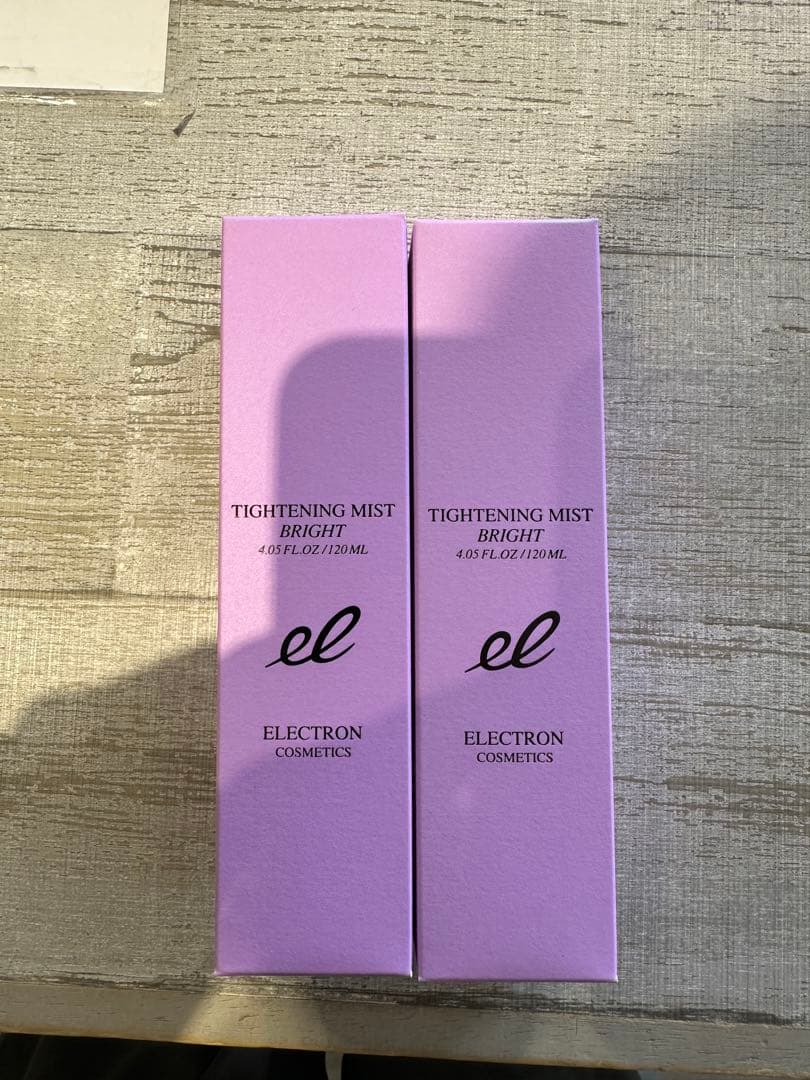 TIGHTENING MIST
BRIGHT
4.05 FL.OZ / 120 ML
el
ELECTRON
COSMETICS
TIGHTENING MIST
BRIGHT
4.05 FL.OZ / 120 ML
el
ELECTRON
COSMETICS